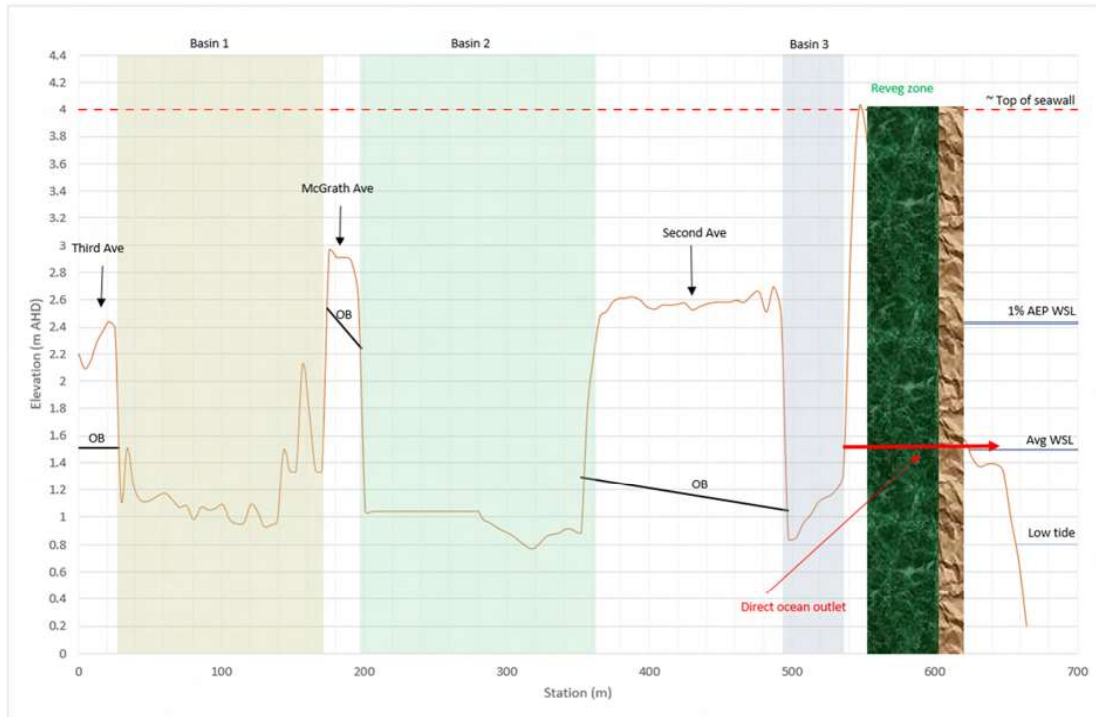 Basin 1
Basin 2
Basin 3
4.4
4.2
4
3.8
3.6
3.4
3.2
3
2.8
2.6
2.4
2.2
2
1.8
1.6
1.4
1.2
1
0.8
0.6
0.4
0.2
0
Elevation (m AHD)
Reveg zone
~ Top of seawall
McGrath Ave
Third Ave
Second Ave
OB
1% AEP WSL
OB
Avg WSL
OB
Low tide
Direct ocean outlet
0
100
200
300
400
500
600
700
Station (m)